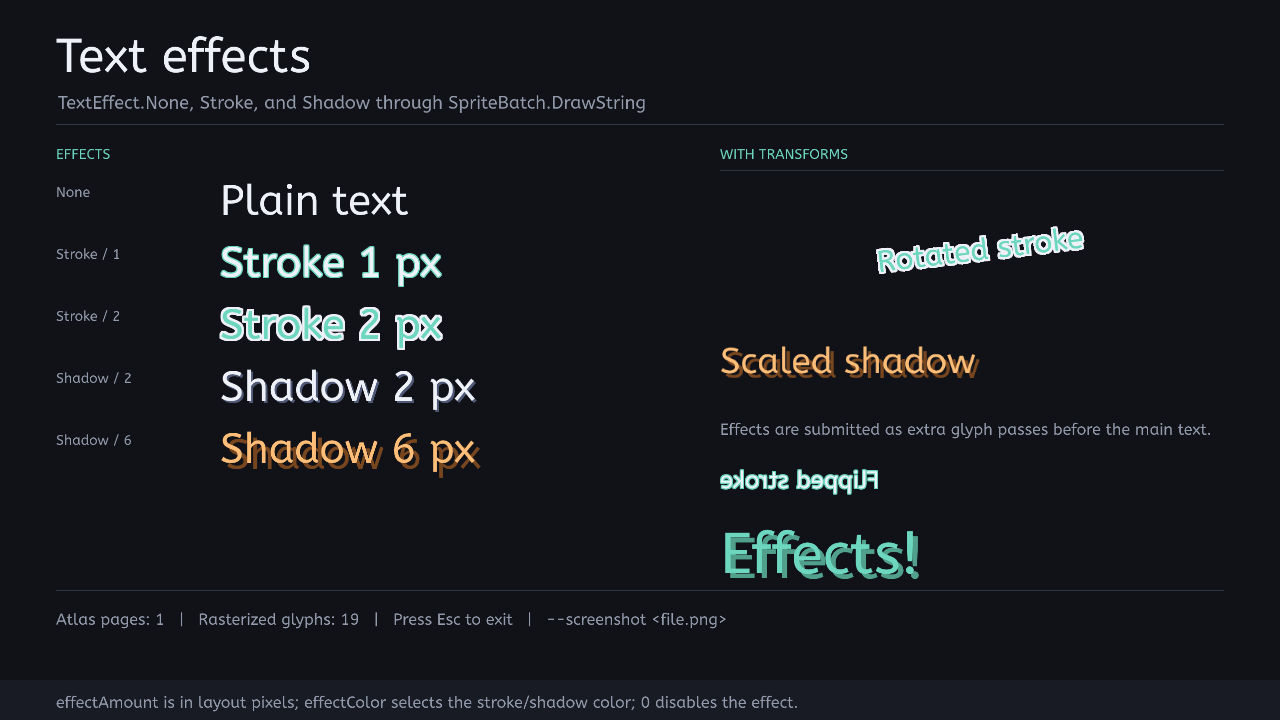 Text effects
TextEffect.None, Stroke, and Shadow through SpriteBatch.DrawString
EFFECTS
None
Plain text
Stroke / 1
Stroke 1 px
Stroke / 2
Stroke 2 px
Shadow / 2
Shadow 2 px
Shadow / 6
Shadow 6 px
WITH TRANSFORMS
Rotated stroke
Scaled shadow
Effects are submitted as extra glyph passes before the main text.
Flipped stroke
Effects!
Atlas pages: 1 | Rasterized glyphs: 19 | Press Esc to exit | --screenshot <file.png>
effectAmount is in layout pixels; effectColor selects the stroke/shadow color; 0 disables the effect.